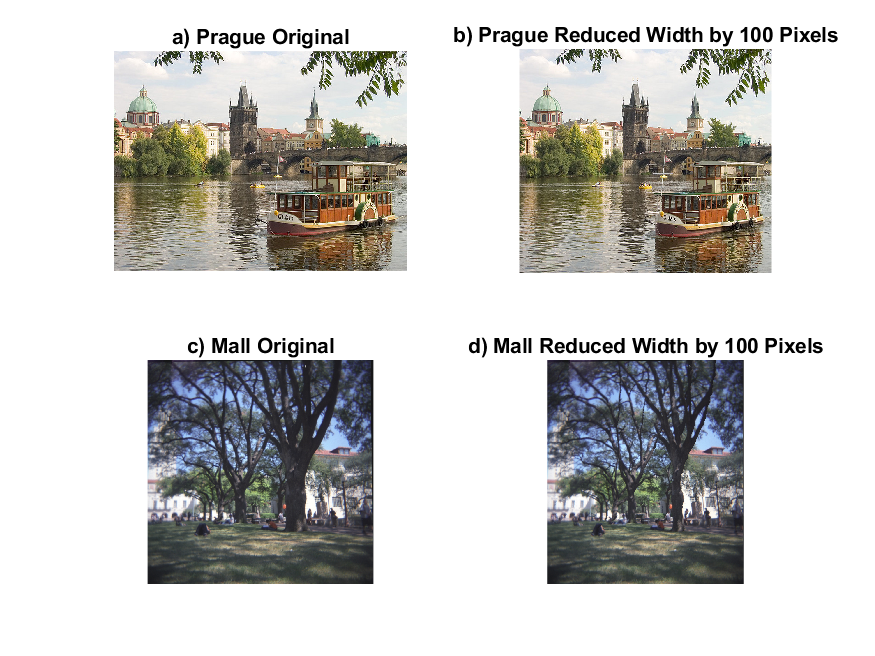 a) Prague Original
b) Prague Reduced Width by 100 Pixels
c) Mall Original
d) Mall Reduced Width by 100 Pixels